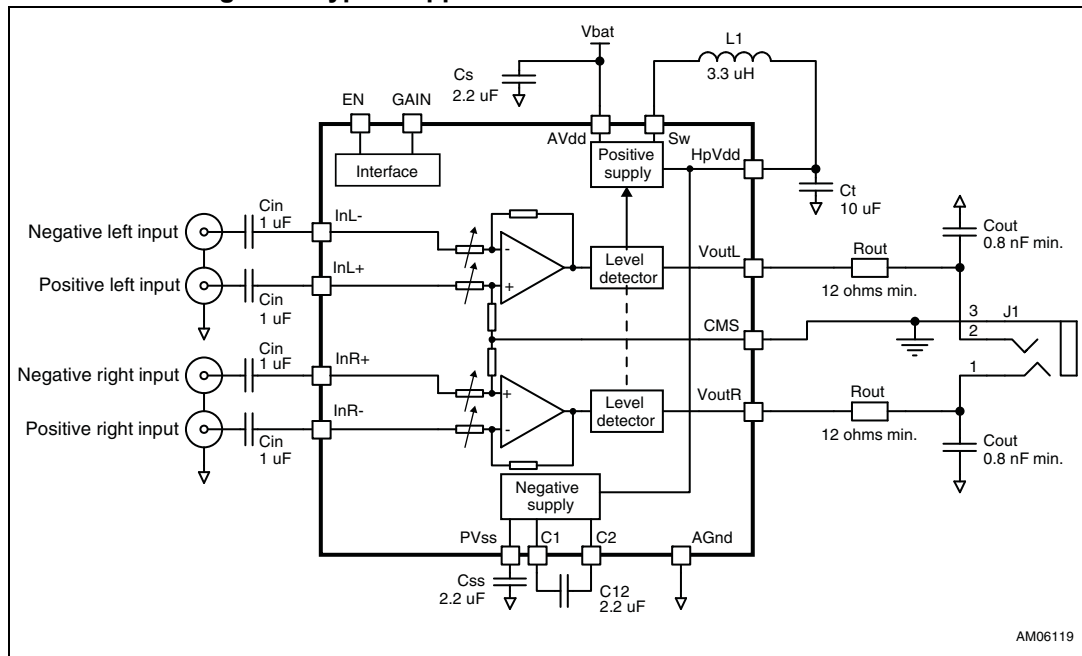 Vbat
L1
3.3 uH
Cs
2.2 uF
EN
GAIN
AVdd
Sw
HpVdd
Interface
Positive
supply
Ct
10 uF
Cin
1 uF
InL-
Negative left input
Cout
0.8 nF min.
Level
detector
VoutL
Rout
12 ohms min.
Positive left input
InL+
Cin
1 uF
-
+
CMS
3
J1
2
1
Cin
1 uF
InR+
Negative right input
+
-
Level
detector
VoutR
Rout
12 ohms min.
Positive right input
InR-
Cin
1 uF
Cout
0.8 nF min.
Negative
supply
PVss
C1
C2
AGnd
Css
2.2 uF
C12
2.2 uF
AM06119